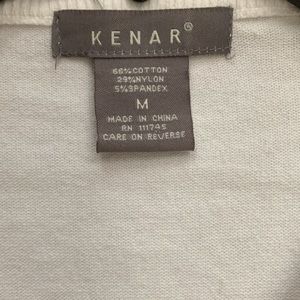 KENAR®
66% COTTON
29% NYLON
5% SPANDEX
M
MADE IN CHINA
RN 111745
CARE ON REVERSE